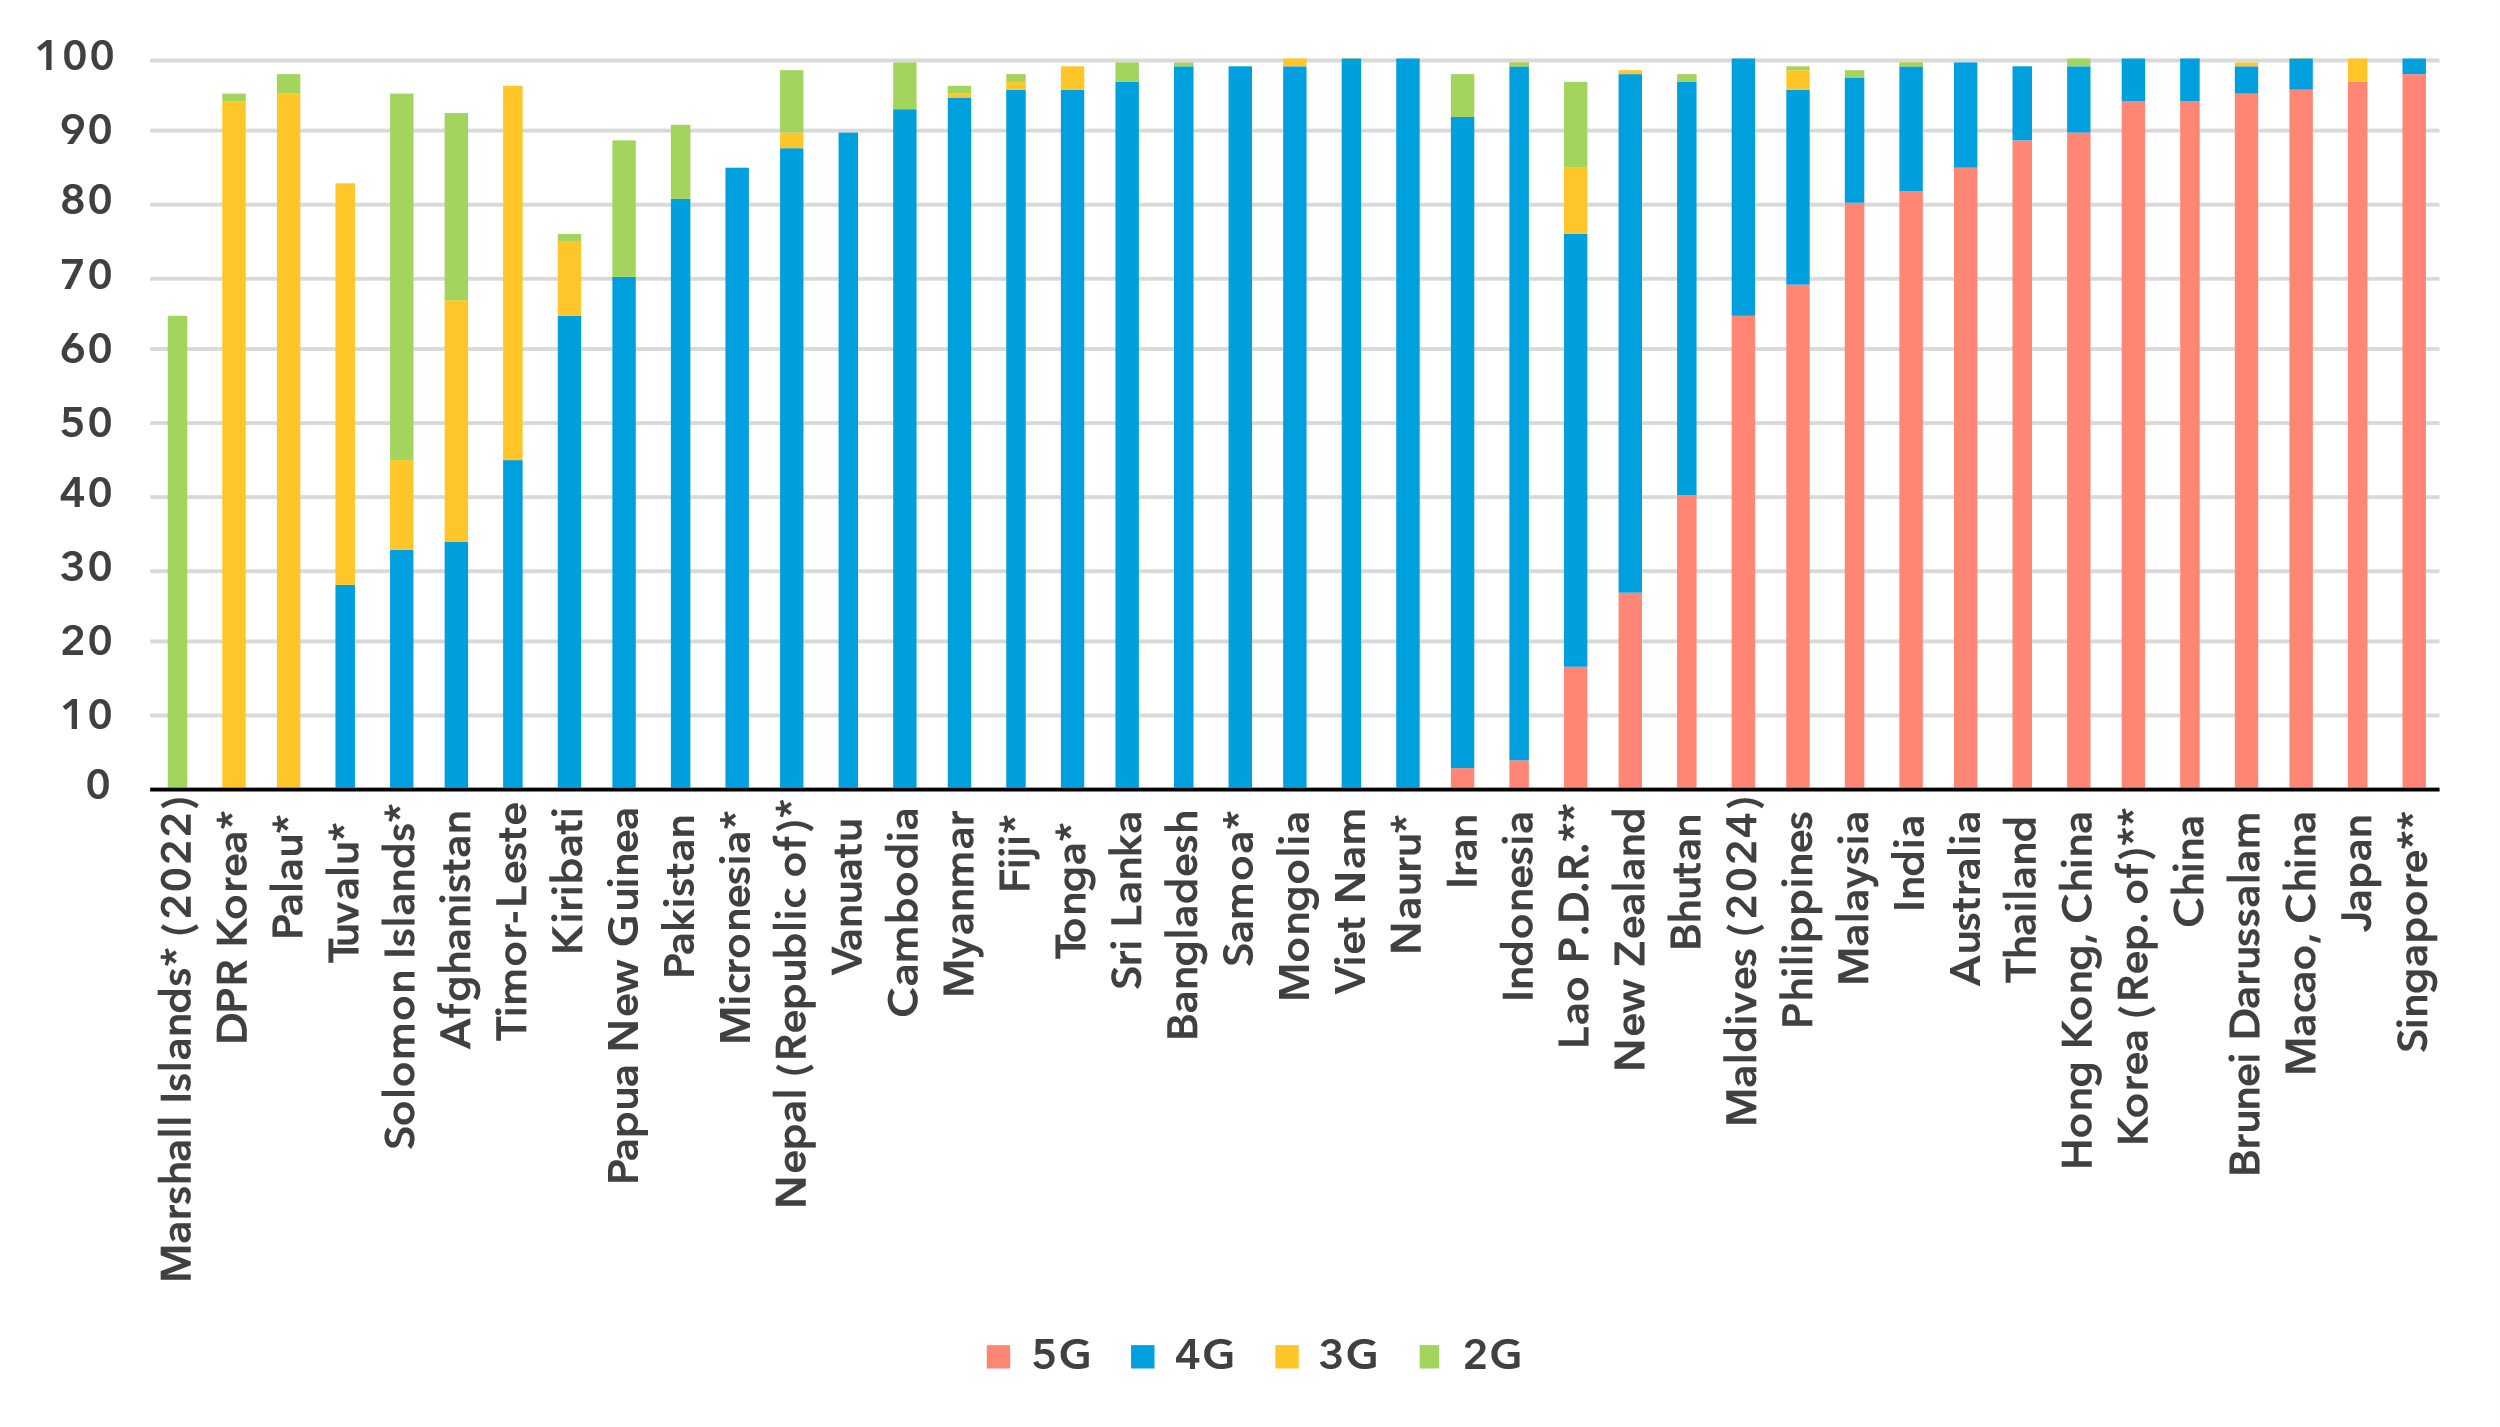 100
90
80
70
60
50
40
30
20
10
0
Marshall Islands* (2022)
DPR Korea*
Palau*
Tuvalu*
Solomon Islands*
Afghanistan
Timor-Leste
Kiribati
Papua New Guinea
Pakistan
Micronesia*
Nepal (Republic of)*
Vanuatu
Cambodia
Myanmar
Fiji*
Tonga*
Sri Lanka
Bangladesh
Samoa*
Mongolia
Viet Nam
Nauru*
Iran
Indonesia
Lao P.D.R.**
New Zealand
Bhutan
Maldives (2024)
Philippines
Malaysia
India
Australia
Thailand
Hong Kong, China
Korea (Rep. of)**
China
Brunei Darussalam
Macao, China
Japan
Singapore**
5G 4G 3G 2G